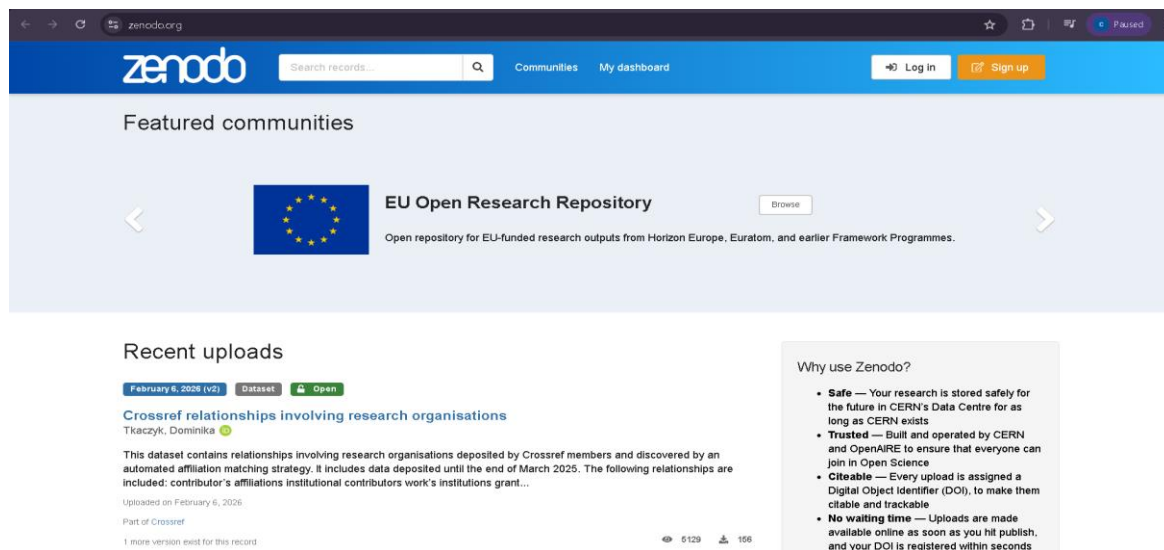 zenodo.org
Paused
zenodo
Search records...
Communities
My dashboard
Log in
Sign up
Featured communities
EU Open Research Repository
Browse
Open repository for EU-funded research outputs from Horizon Europe, Euratom, and earlier Framework Programmes.
Recent uploads
February 6, 2026 (v2)
Dataset
Open
Crossref relationships involving research organisations
Tkaczyk, Dominika
This dataset contains relationships involving research organisations deposited by Crossref members and discovered by an
automated affiliation matching strategy. It includes data deposited until the end of March 2025. The following relationships are
included: contributor's affiliations institutional contributors work's institutions grant...
Uploaded on February 6, 2026
Part of Crossref
1 more version exist for this record
5129
156
Why use Zenodo?
• Safe — Your research is stored safely for
the future in CERN's Data Centre for as
long as CERN exists
• Trusted — Built and operated by CERN
and OpenAIRE to ensure that everyone can
join in Open Science
• Citeable — Every upload is assigned a
Digital Object Identifier (DOI), to make them
citable and trackable
• No waiting time — Uploads are made
available online as soon as you hit publish,
and your DOI is registered within seconds